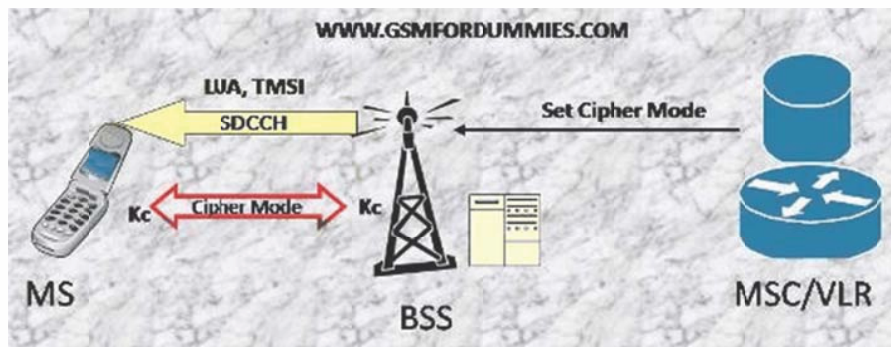 WWW.GSMFORDUMMIES.COM
LUA, TMSI
SDCCH
Set Cipher Mode
Kc
Cipher Mode
Kc
MS
BSS
MSC/VLR